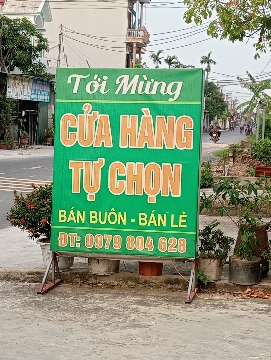 Tới Mừng
CỬA HÀNG
TỰ CHỌN
BÁN BUÔN - BÁN LẺ
ĐT: 0979 804 628